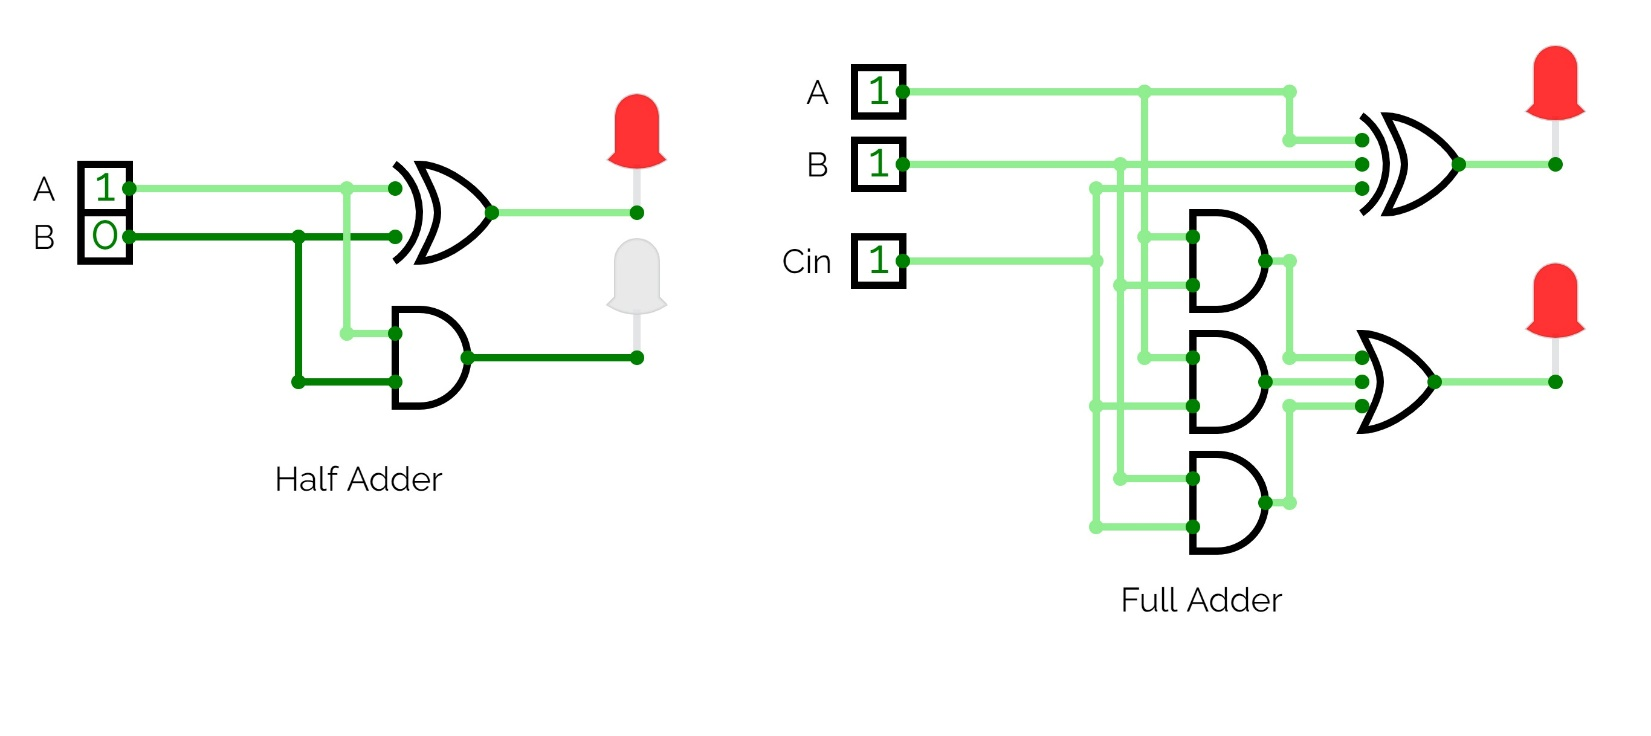 A 1
B 0
Half Adder
A 1
B 1
Cin 1
Full Adder